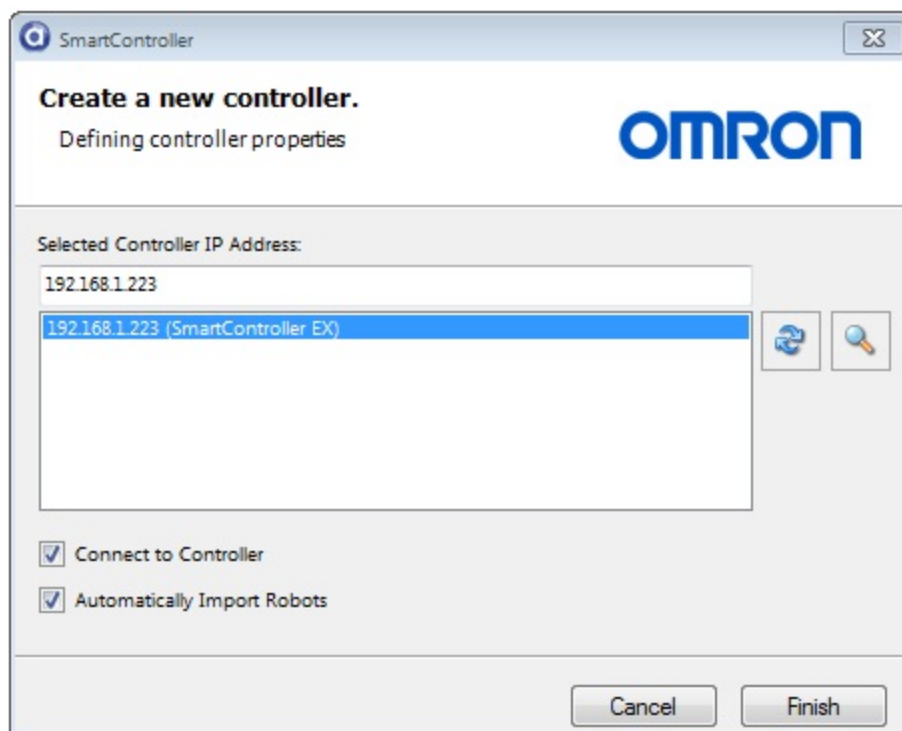 SmartController
Create a new controller.
Defining controller properties
OMRON
Selected Controller IP Address:
192.168.1.223
192.168.1.223 (SmartController EX)
Connect to Controller
Automatically Import Robots
Cancel
Finish